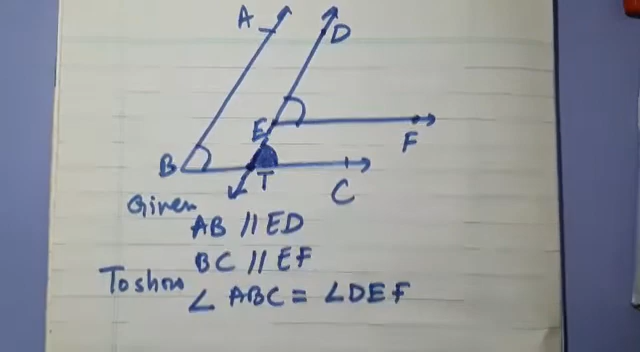 A
D
E
F
B
T
C
Given
AB // ED
BC // EF
To show
∠ ABC = ∠DEF